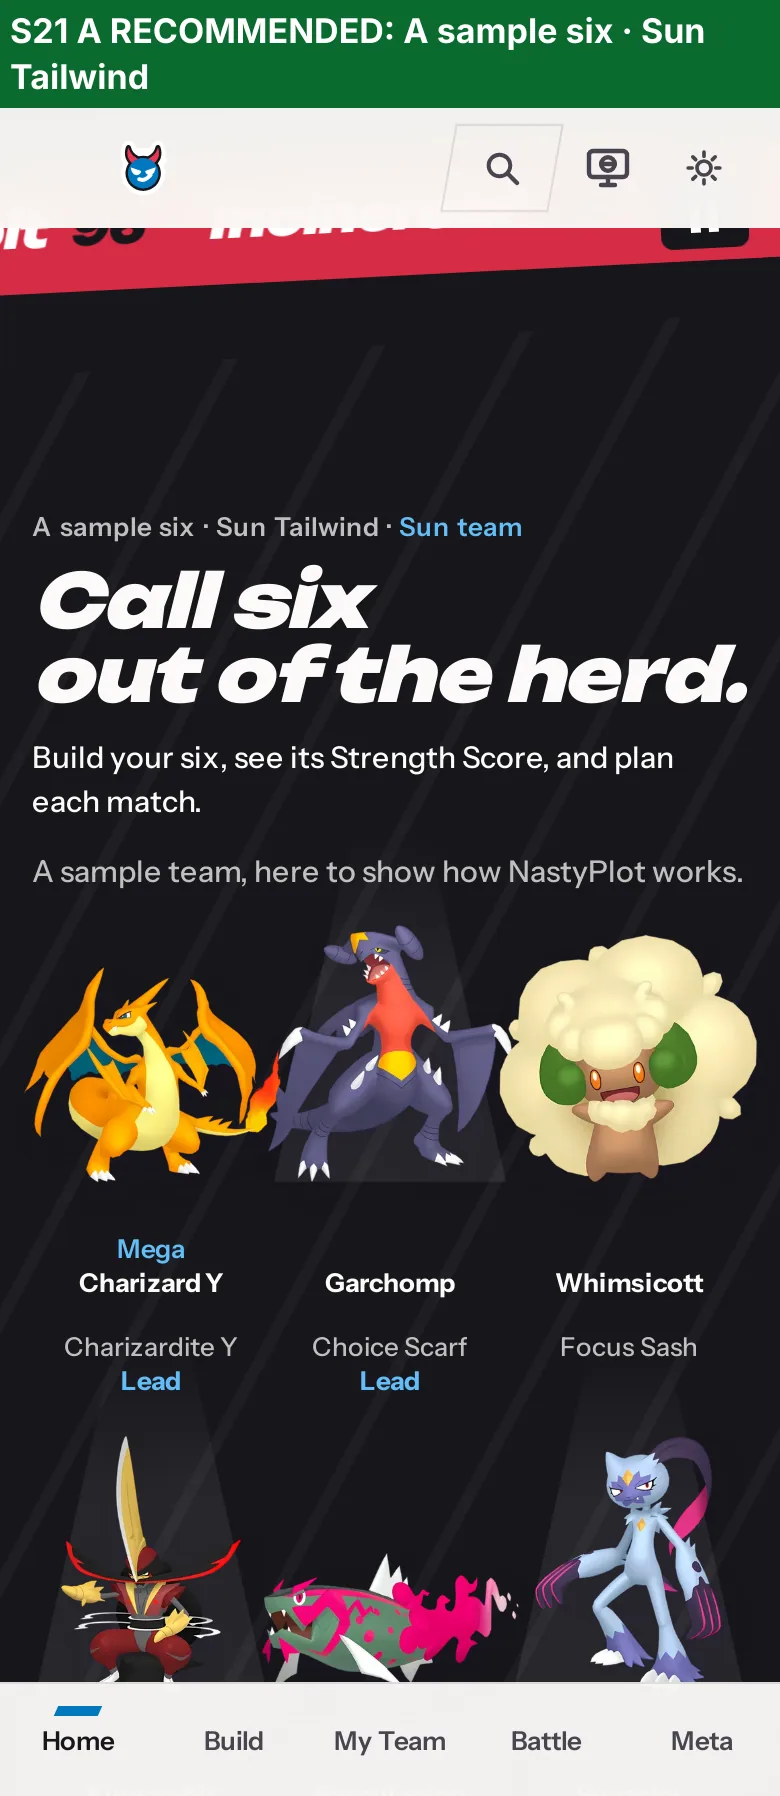 S21 A RECOMMENDED: A sample six · Sun
Tailwind
98
A sample six · Sun Tailwind · Sun team
Call six
out of the herd.
Build your six, see its Strength Score, and plan
each match.
A sample team, here to show how NastyPlot works.
Mega
Charizard Y
Garchomp
Whimsicott
Charizardite Y
Choice Scarf
Focus Sash
Lead
Lead
Home
Build
My Team
Battle
Meta